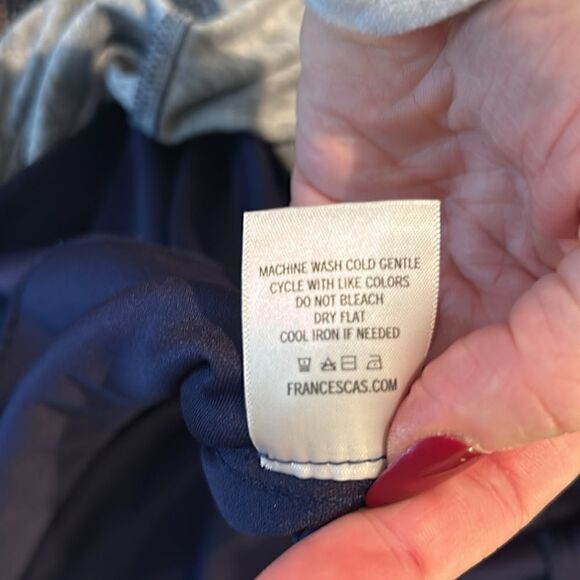 MACHINE WASH COLD GENTLE
CYCLE WITH LIKE COLORS
DO NOT BLEACH
DRY FLAT
COOL IRON IF NEEDED
FRANCESCAS.COM